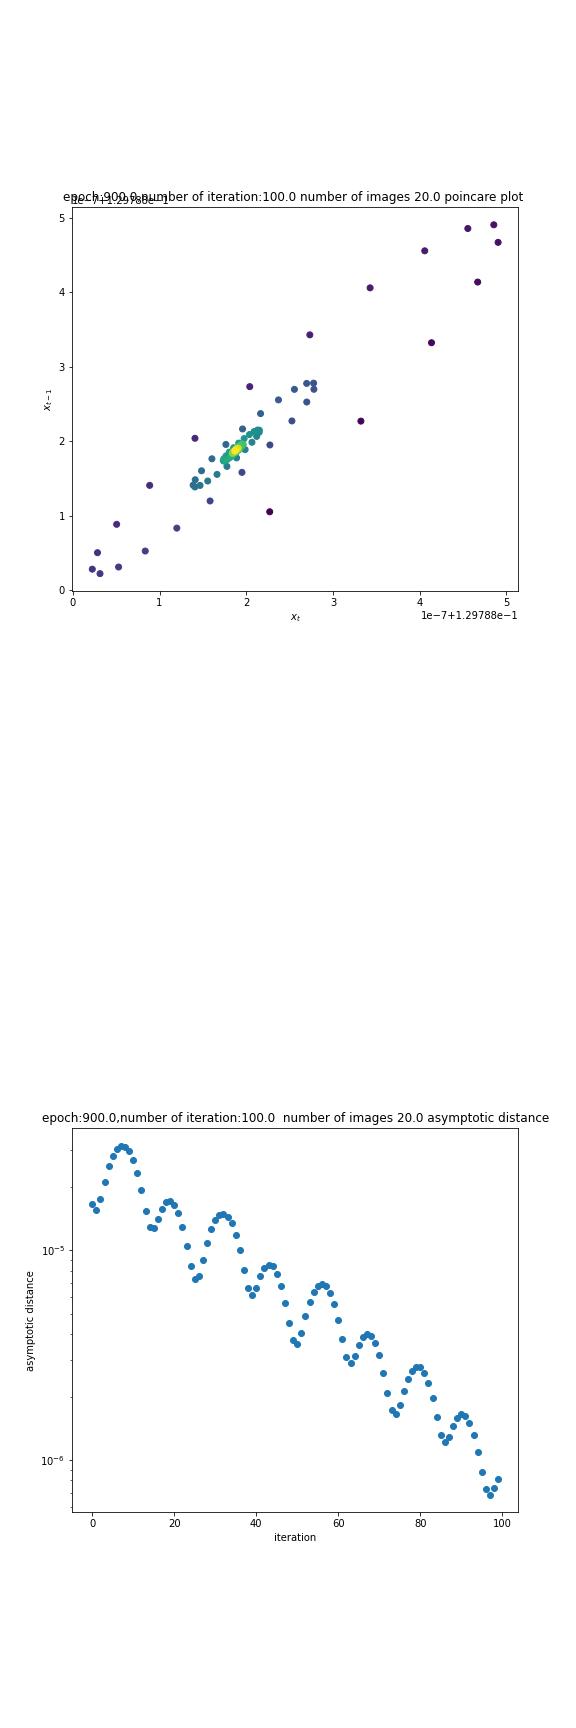 epoch:900.0,number of iteration:100.0 number of images 20.0 poincare plot
1e−7+1.29788e−1
5
4
3
2
1
0
x_{t−1}
0 1 2 3 4 5
x_t
1e−7+1.29788e−1
epoch:900.0,number of iteration:100.0  number of images 20.0 asymptotic distance
10^{−5}
10^{−6}
asymptotic distance
0 20 40 60 80 100
iteration